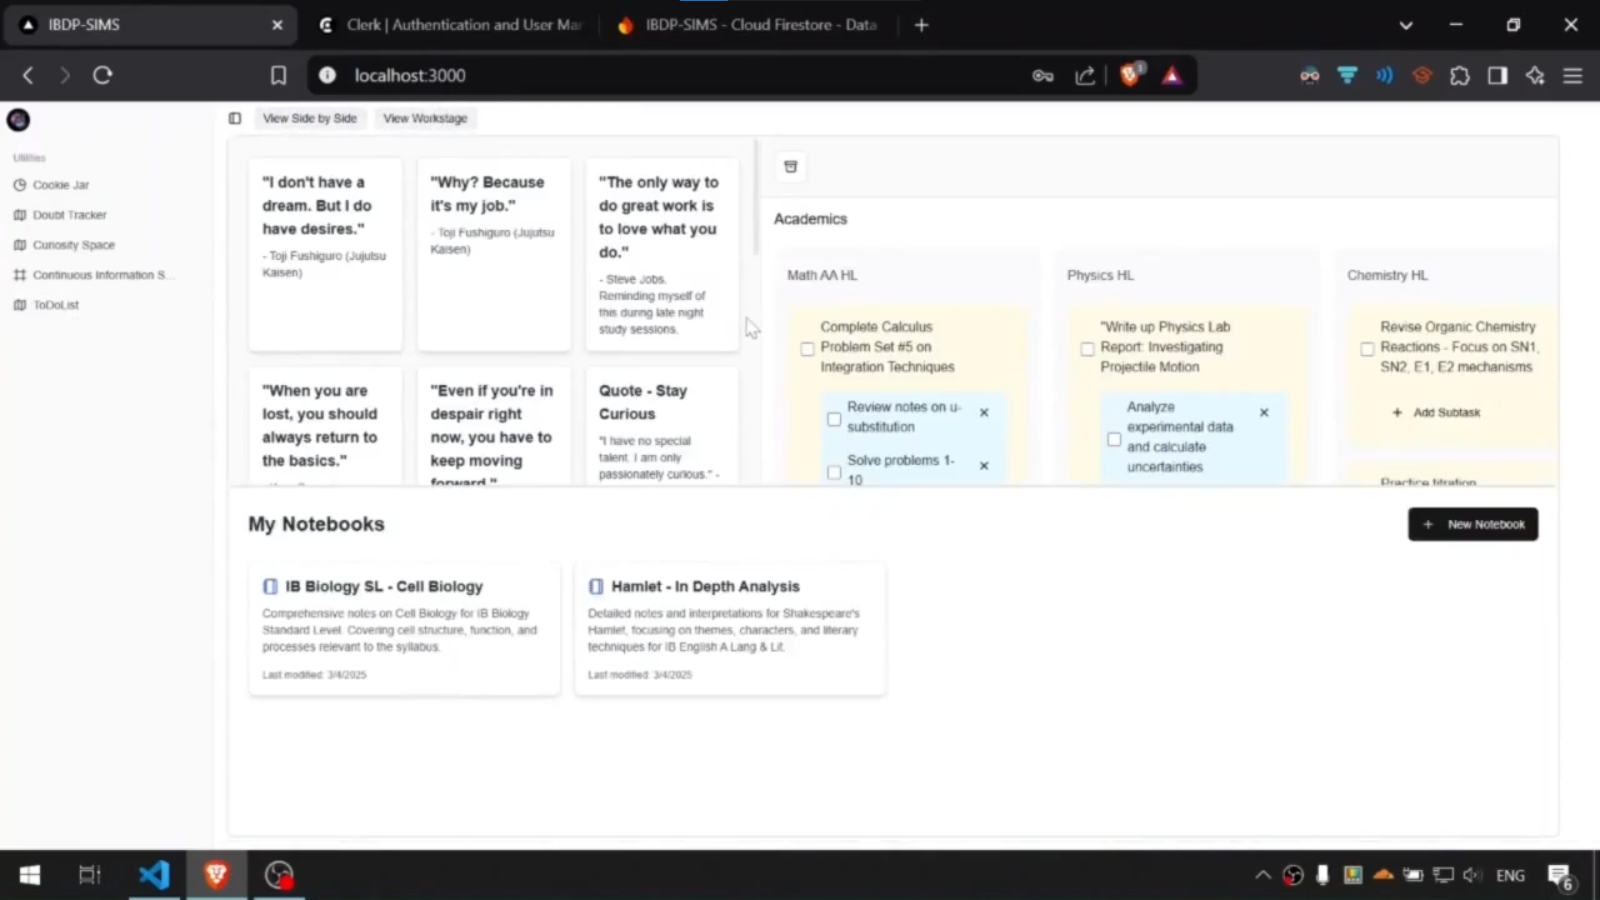 IBDP-SIMS
Clerk | Authentication and User Mar
IBDP-SIMS - Cloud Firestore - Data
localhost:3000
1
View Side by Side
View Workstage
Utilities
Cookie Jar
Doubt Tracker
Curiosity Space
Continuous Information S...
ToDoList
"I don't have a
dream. But I do
have desires."
- Toji Fushiguro (Jujutsu
Kaisen)
"Why? Because
it's my job."
- Toji Fushiguro (Jujutsu
Kaisen)
"The only way to
do great work is
to love what you
do."
- Steve Jobs.
Reminding myself of
this during late night
study sessions.
"When you are
lost, you should
always return to
the basics."
"Even if you're in
despair right
now, you have to
keep moving
forward."
Quote - Stay
Curious
"I have no special
talent. I am only
passionately curious." -
Academics
Math AA HL
Complete Calculus
Problem Set #5 on
Integration Techniques
Review notes on u-
substitution
Solve problems 1-
10
Physics HL
"Write up Physics Lab
Report: Investigating
Projectile Motion
Analyze
experimental data
and calculate
uncertainties
Chemistry HL
Revise Organic Chemistry
Reactions - Focus on SN1,
SN2, E1, E2 mechanisms
+ Add Subtask
Practice titration
My Notebooks
+ New Notebook
IB Biology SL - Cell Biology
Comprehensive notes on Cell Biology for IB Biology
Standard Level. Covering cell structure, function, and
processes relevant to the syllabus.
Last modified: 3/4/2025
Hamlet - In Depth Analysis
Detailed notes and interpretations for Shakespeare's
Hamlet, focusing on themes, characters, and literary
techniques for IB English A Lang & Lit.
Last modified: 3/4/2025
ENG
6